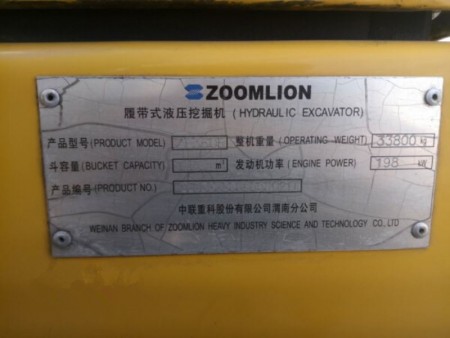 ZOOMLION
履带式液压挖掘机 (HYDRAULIC EXCAVATOR)
产品型号 (PRODUCT MODEL) 整机重量 (OPERATING WEIGHT) 33800 kg
斗容量 (BUCKET CAPACITY) m³ 发动机功率 (ENGINE POWER) 198 kW
产品编号 (PRODUCT NO.)
中联重科股份有限公司渭南分公司
WEINAN BRANCH OF ZOOMLION HEAVY INDUSTRY SCIENCE AND TECHNOLOGY CO., LTD